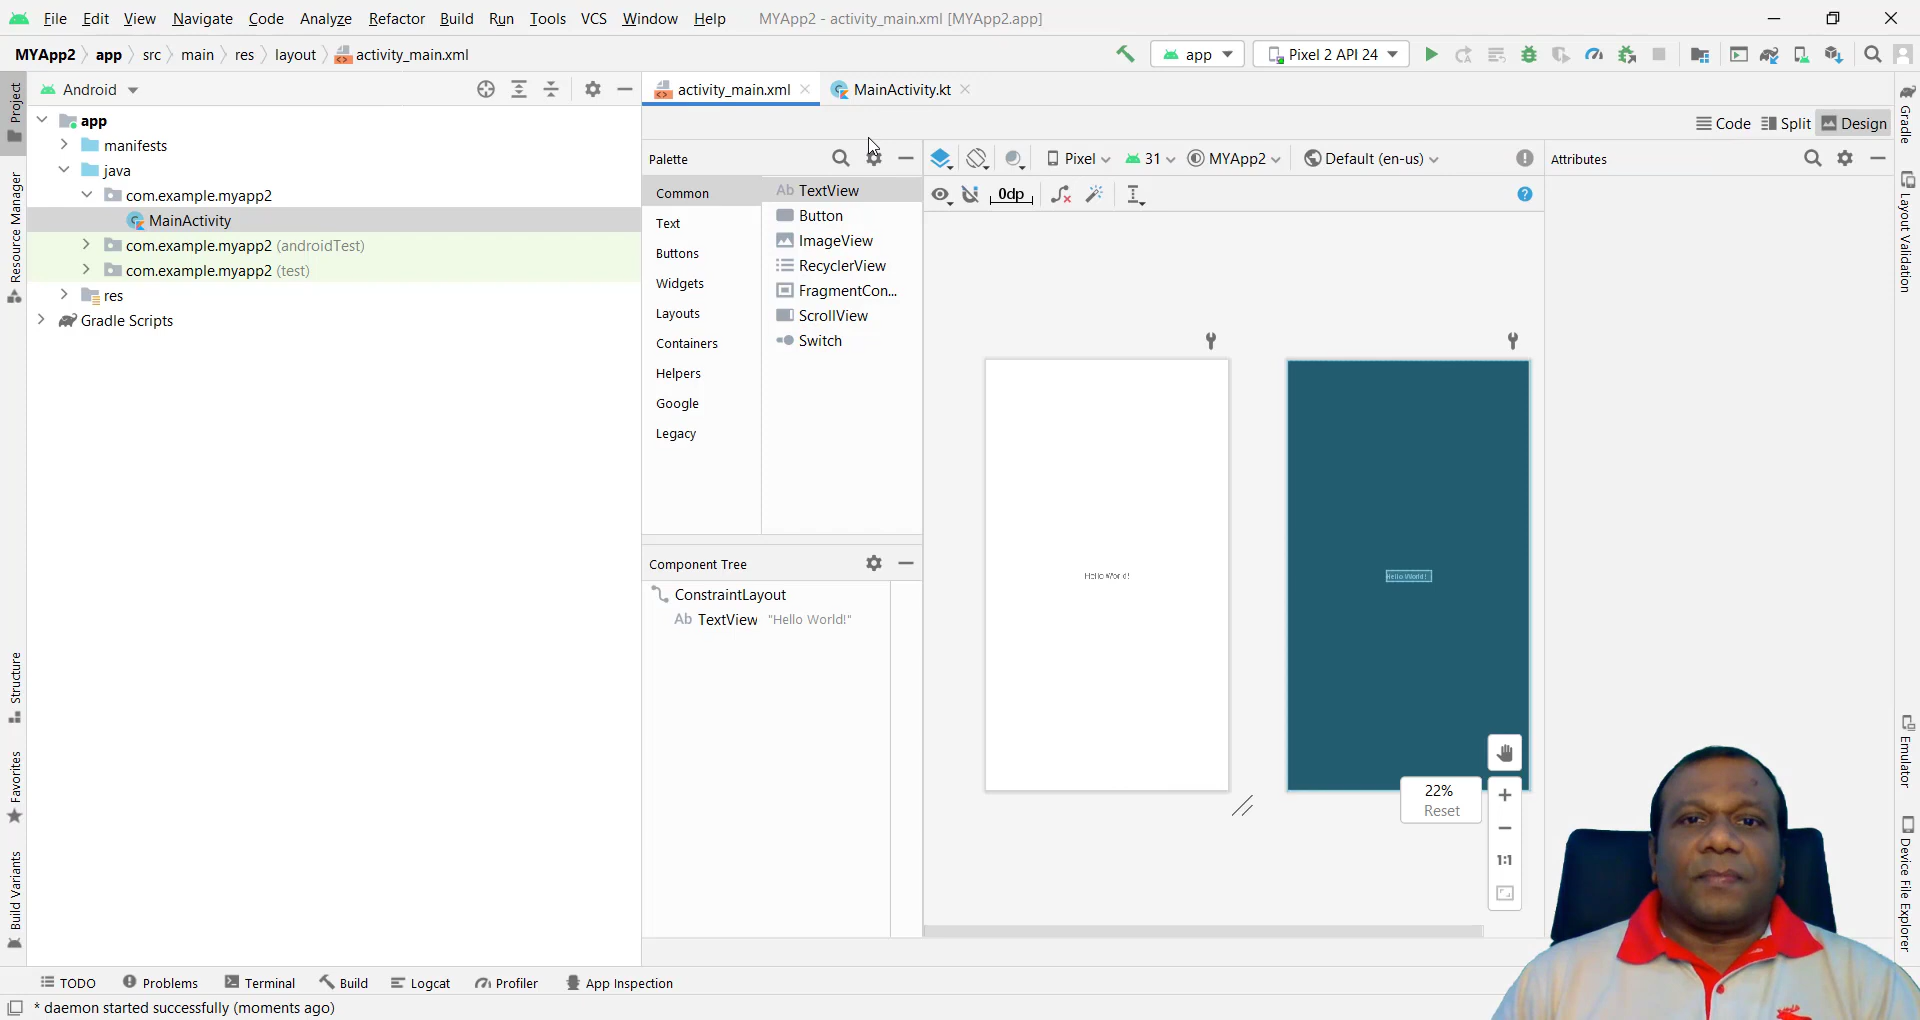 File Edit View Navigate Code Analyze Refactor Build Run Tools VCS Window Help MYApp2 - activity_main.xml [MYApp2.app]
MYApp2 app src main res layout activity_main.xml app Pixel 2 API 24
Android activity_main.xml MainActivity.kt
Code Split Design
app
manifests
java
com.example.myapp2
MainActivity
com.example.myapp2 (androidTest)
com.example.myapp2 (test)
res
Gradle Scripts
Palette
Common
Text
Buttons
Widgets
Layouts
Containers
Helpers
Google
Legacy
Ab TextView
Button
ImageView
RecyclerView
FragmentCon...
ScrollView
Switch
Pixel 31 MYApp2 Default (en-us)
0dp
?
Attributes
Hello World!
Hello World!
22%
Reset
1:1
Component Tree
ConstraintLayout
Ab TextView "Hello World!"
Project
Resource Manager
Structure
Favorites
Build Variants
Gradle
Layout Validation
Emulator
Device File Explorer
TODO Problems Terminal Build Logcat Profiler App Inspection
* daemon started successfully (moments ago)